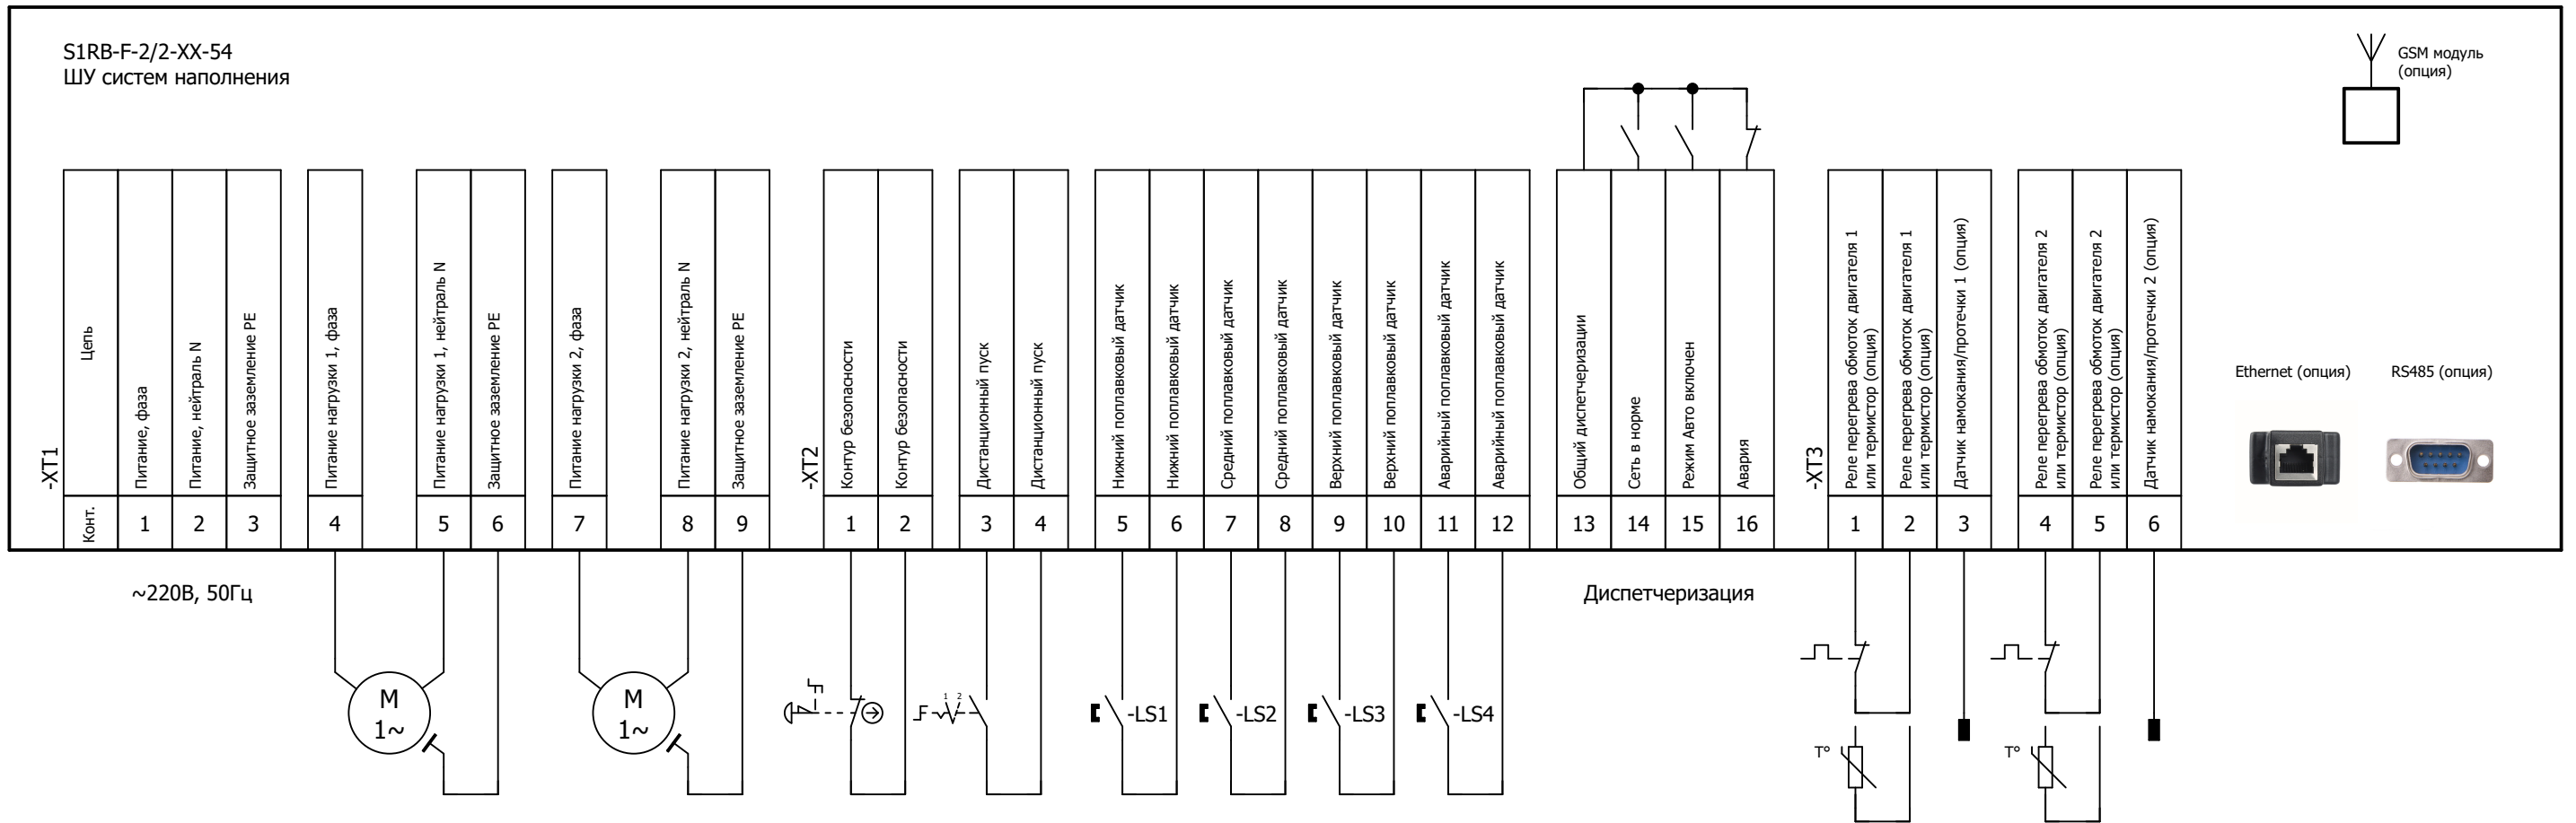 S1RB-F-2/2-XX-54
ШУ систем наполнения
GSM модуль
(опция)
-XT1
Цепь
Питание, фаза
Питание, нейтраль N
Защитное заземление PE
Питание нагрузки 1, фаза
Питание нагрузки 1, нейтраль N
Защитное заземление PE
Питание нагрузки 2, фаза
Питание нагрузки 2, нейтраль N
Защитное заземление PE
-XT2
Контур безопасности
Контур безопасности
Дистанционный пуск
Дистанционный пуск
Нижний поплавковый датчик
Нижний поплавковый датчик
Средний поплавковый датчик
Средний поплавковый датчик
Верхний поплавковый датчик
Верхний поплавковый датчик
Аварийный поплавковый датчик
Аварийный поплавковый датчик
Общий диспетчеризации
Сеть в норме
Режим Авто включен
Авария
-XT3
Реле перегрева обмоток двигателя 1
или термистор (опция)
Реле перегрева обмоток двигателя 1
или термистор (опция)
Датчик намокания/протечки 1 (опция)
Реле перегрева обмоток двигателя 2
или термистор (опция)
Реле перегрева обмоток двигателя 2
или термистор (опция)
Датчик намокания/протечки 2 (опция)
Ethernet (опция)
RS485 (опция)
Конт.
1 2 3 4 5 6 7 8 9
1 2 3 4 5 6 7 8 9 10 11 12 13 14 15 16
1 2 3 4 5 6
~220В, 50Гц
Диспетчеризация
M
1~
M
1~
1 2
-LS1
-LS2
-LS3
-LS4
T°
T°